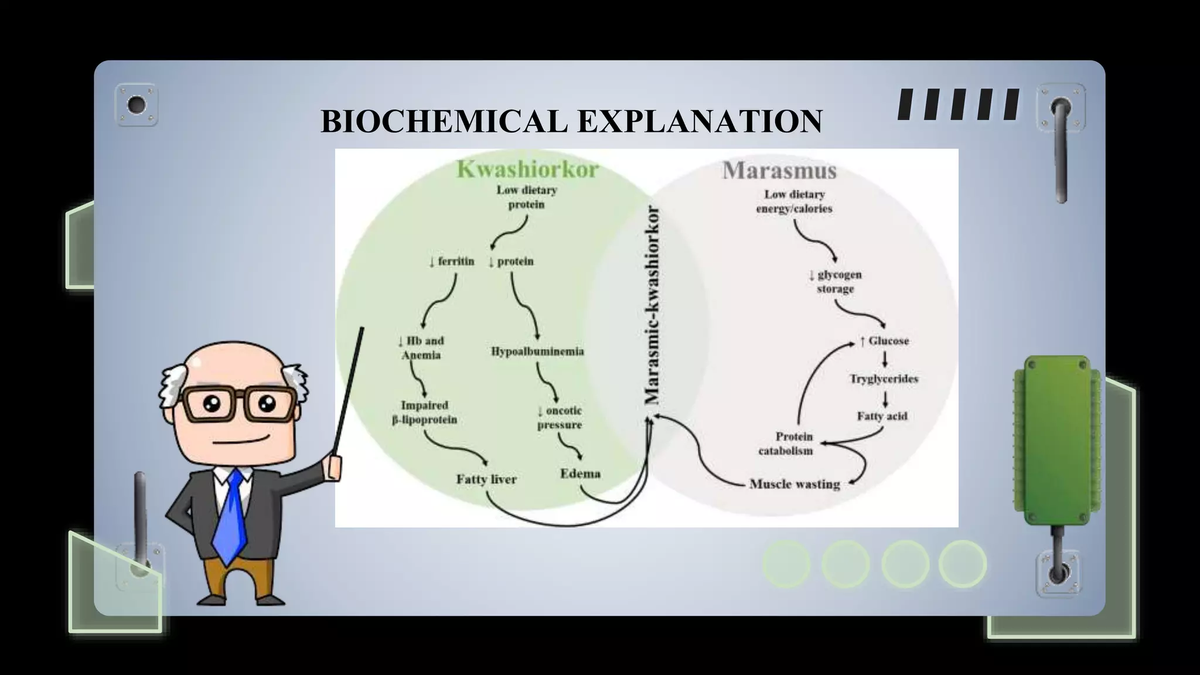 BIOCHEMICAL EXPLANATION
Kwashiorkor
Low dietary
protein
↓ ferritin
↓ protein
↓ Hb and
Anemia
Hypoalbuminemia
Impaired
β-lipoprotein
↓ oncotic
pressure
Fatty liver
Edema
Marasmic-kwashiorkor
Marasmus
Low dietary
energy/calories
↓ glycogen
storage
↑ Glucose
Tryglycerides
Fatty acid
Protein
catabolism
Muscle wasting